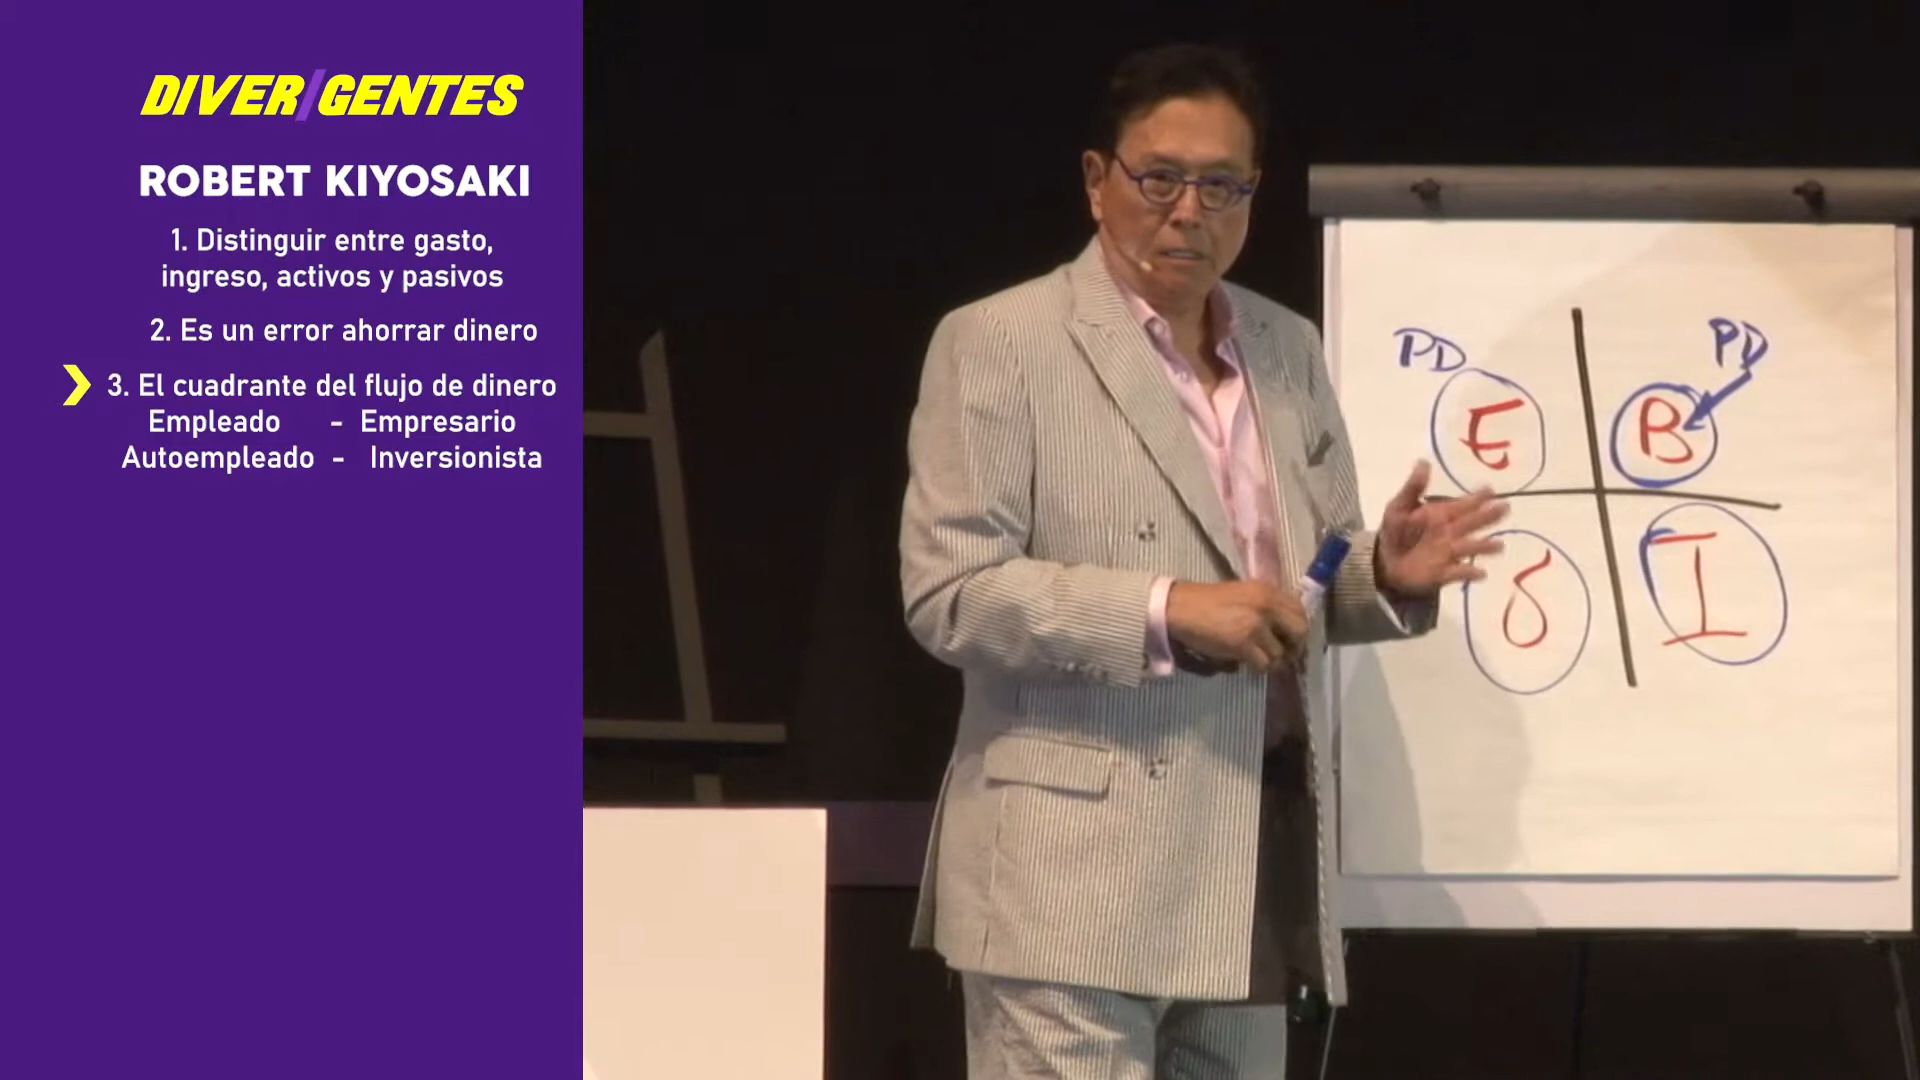 DIVER/GENTES
ROBERT KIYOSAKI
1. Distinguir entre gasto,
ingreso, activos y pasivos
2. Es un error ahorrar dinero
3. El cuadrante del flujo de dinero
Empleado - Empresario
Autoempleado - Inversionista
PD PD
E B
S I